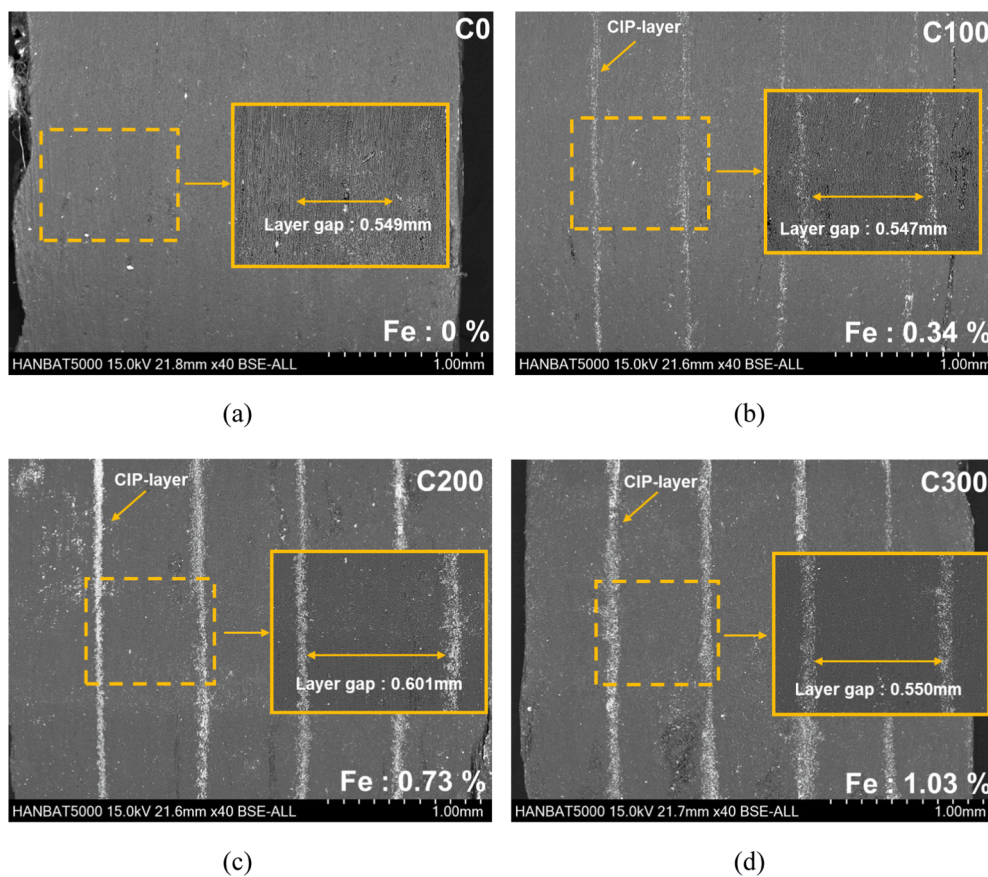 C0
Layer gap : 0.549mm
Fe : 0 %
HANBAT5000 15.0kV 21.8mm x40 BSE-ALL
1.00mm
(a)
CIP-layer
C100
Layer gap : 0.547mm
Fe : 0.34 %
HANBAT5000 15.0kV 21.6mm x40 BSE-ALL
1.00mm
(b)
CIP-layer
C200
Layer gap : 0.601mm
Fe : 0.73 %
HANBAT5000 15.0kV 21.6mm x40 BSE-ALL
1.00mm
(c)
CIP-layer
C300
Layer gap : 0.550mm
Fe : 1.03 %
HANBAT5000 15.0kV 21.7mm x40 BSE-ALL
1.00mm
(d)